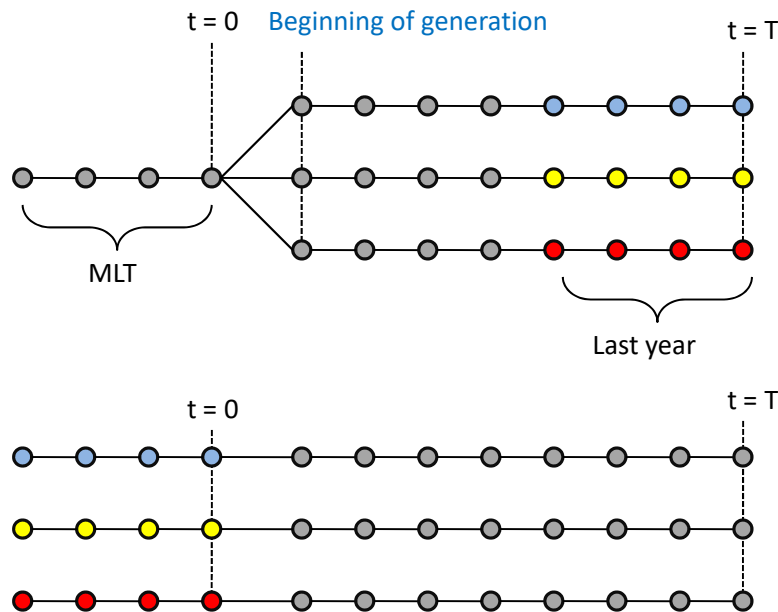 t = 0 Beginning of generation t = T
MLT
Last year
t = 0 t = T